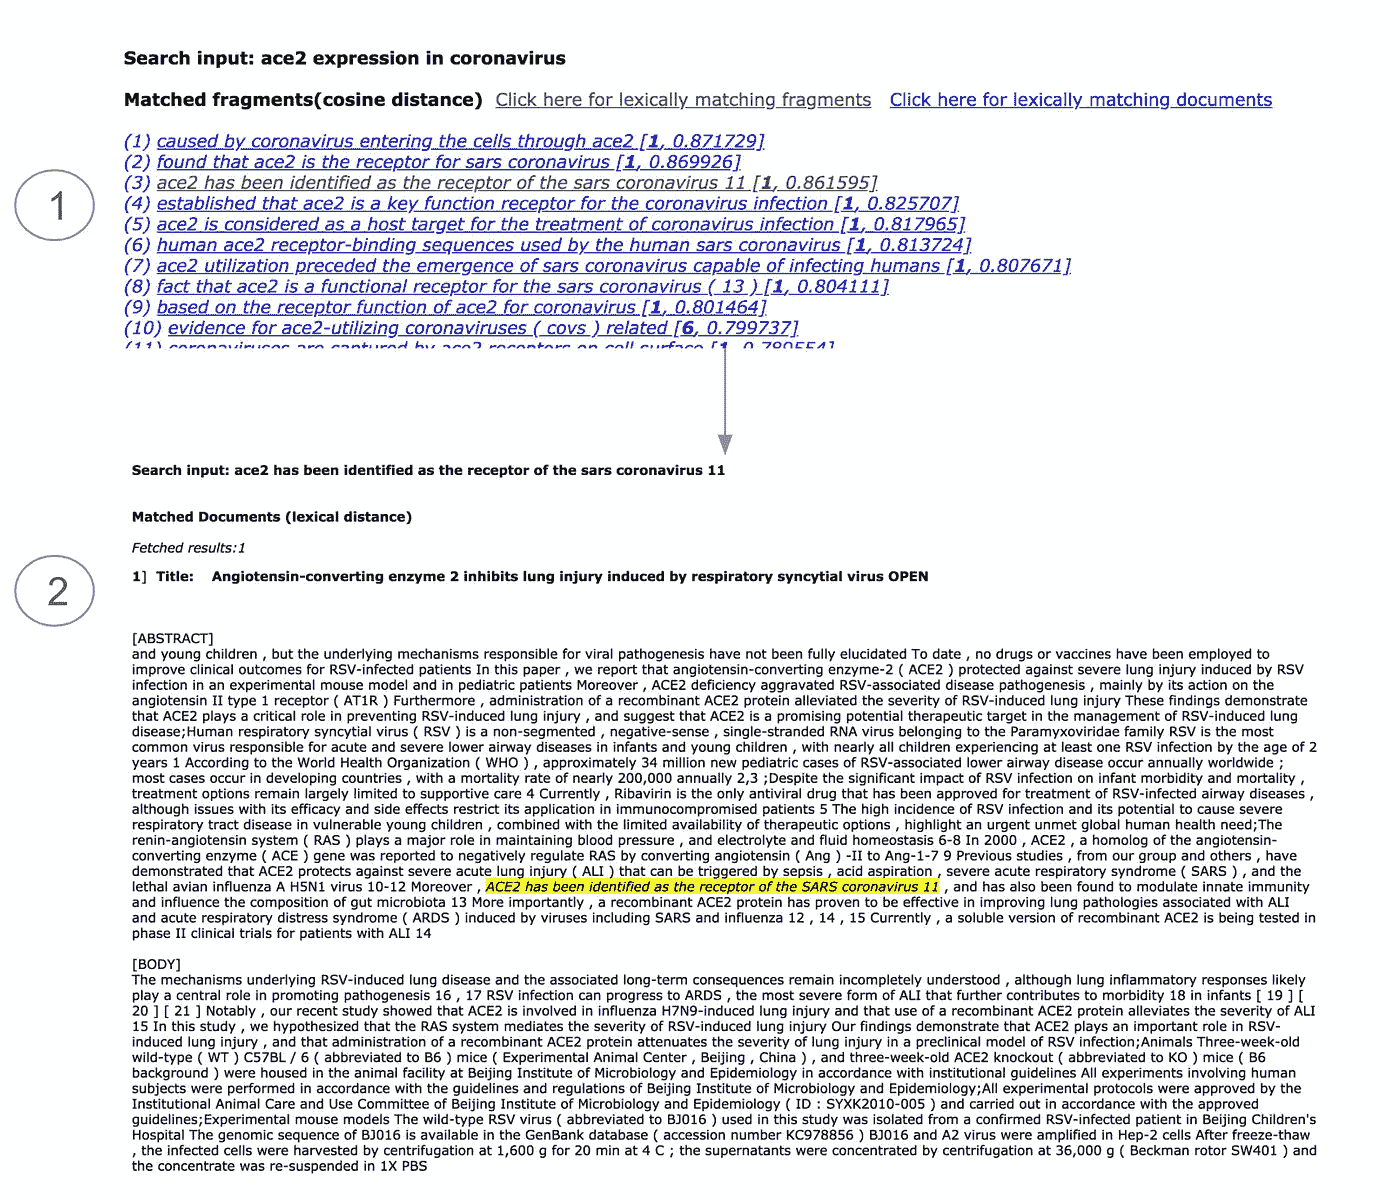 Search input: ace2 expression in coronavirus
Matched fragments(cosine distance) Click here for lexically matching fragments Click here for lexically matching documents
(1) caused by coronavirus entering the cells through ace2 [1, 0.871729]
(2) found that ace2 is the receptor for sars coronavirus [1, 0.869926]
1
(3) ace2 has been identified as the receptor of the sars coronavirus 11 [1, 0.861595]
(4) established that ace2 is a key function receptor for the coronavirus infection [1, 0.825707]
(5) ace2 is considered as a host target for the treatment of coronavirus infection [1, 0.817965]
(6) human ace2 receptor-binding sequences used by the human sars coronavirus [1, 0.813724]
(7) ace2 utilization preceded the emergence of sars coronavirus capable of infecting humans [1, 0.807671]
(8) fact that ace2 is a functional receptor for the sars coronavirus ( 13 ) [1, 0.804111]
(9) based on the receptor function of ace2 for coronavirus [1, 0.801464]
(10) evidence for ace2-utilizing coronaviruses ( covs ) related [6, 0.799737]
(11) coronaviruses are captured by ace2 receptors on cell surface [1, 0.789554]
Search input: ace2 has been identified as the receptor of the sars coronavirus 11
Matched Documents (lexical distance)
Fetched results:1
1] Title: Angiotensin-converting enzyme 2 inhibits lung injury induced by respiratory syncytial virus OPEN
2
[ABSTRACT]
and young children , but the underlying mechanisms responsible for viral pathogenesis have not been fully elucidated To date , no drugs or vaccines have been employed to
improve clinical outcomes for RSV-infected patients In this paper , we report that angiotensin-converting enzyme-2 ( ACE2 ) protected against severe lung injury induced by RSV
infection in an experimental mouse model and in pediatric patients Moreover , ACE2 deficiency aggravated RSV-associated disease pathogenesis , mainly by its action on the
angiotensin II type 1 receptor ( AT1R ) Furthermore , administration of a recombinant ACE2 protein alleviated the severity of RSV-induced lung injury These findings demonstrate
that ACE2 plays a critical role in preventing RSV-induced lung injury , and suggest that ACE2 is a promising potential therapeutic target in the management of RSV-induced lung
disease;Human respiratory syncytial virus ( RSV ) is a non-segmented , negative-sense , single-stranded RNA virus belonging to the Paramyxoviridae family RSV is the most
common virus responsible for acute and severe lower airway diseases in infants and young children , with nearly all children experiencing at least one RSV infection by the age of 2
years 1 According to the World Health Organization ( WHO ) , approximately 34 million new pediatric cases of RSV-associated lower airway disease occur annually worldwide ;
most cases occur in developing countries , with a mortality rate of nearly 200,000 annually 2,3 ;Despite the significant impact of RSV infection on infant morbidity and mortality ,
treatment options remain largely limited to supportive care 4 Currently , Ribavirin is the only antiviral drug that has been approved for treatment of RSV-infected airway diseases ,
although issues with its efficacy and side effects restrict its application in immunocompromised patients 5 The high incidence of RSV infection and its potential to cause severe
respiratory tract disease in vulnerable young children , combined with the limited availability of therapeutic options , highlight an urgent unmet global human health need;The
renin-angiotensin system ( RAS ) plays a major role in maintaining blood pressure , and electrolyte and fluid homeostasis 6-8 In 2000 , ACE2 , a homolog of the angiotensin-
converting enzyme ( ACE ) gene was reported to negatively regulate RAS by converting angiotensin ( Ang ) -II to Ang-1-7 9 Previous studies , from our group and others , have
demonstrated that ACE2 protects against severe acute lung injury ( ALI ) that can be triggered by sepsis , acid aspiration , severe acute respiratory syndrome ( SARS ) , and the
lethal avian influenza A H5N1 virus 10-12 Moreover , ACE2 has been identified as the receptor of the SARS coronavirus 11 , and has also been found to modulate innate immunity
and influence the composition of gut microbiota 13 More importantly , a recombinant ACE2 protein has proven to be effective in improving lung pathologies associated with ALI
and acute respiratory distress syndrome ( ARDS ) induced by viruses including SARS and influenza 12 , 14 , 15 Currently , a soluble version of recombinant ACE2 is being tested in
phase II clinical trials for patients with ALI 14
[BODY]
The mechanisms underlying RSV-induced lung disease and the associated long-term consequences remain incompletely understood , although lung inflammatory responses likely
play a central role in promoting pathogenesis 16 , 17 RSV infection can progress to ARDS , the most severe form of ALI that further contributes to morbidity 18 in infants [ 19 ] [
20 ] [ 21 ] Notably , our recent study showed that ACE2 is involved in influenza H7N9-induced lung injury and that use of a recombinant ACE2 protein alleviates the severity of ALI
15 In this study , we hypothesized that the RAS system mediates the severity of RSV-induced lung injury Our findings demonstrate that ACE2 plays an important role in RSV-
induced lung injury , and that administration of a recombinant ACE2 protein attenuates the severity of lung injury in a preclinical model of RSV infection;Animals Three-week-old
wild-type ( WT ) C57BL / 6 ( abbreviated to B6 ) mice ( Experimental Animal Center , Beijing , China ) , and three-week-old ACE2 knockout ( abbreviated to KO ) mice ( B6
background ) were housed in the animal facility at Beijing Institute of Microbiology and Epidemiology in accordance with institutional guidelines All experiments involving human
subjects were performed in accordance with the guidelines and regulations of Beijing Institute of Microbiology and Epidemiology;All experimental protocols were approved by the
Institutional Animal Care and Use Committee of Beijing Institute of Microbiology and Epidemiology ( ID : SYXK2010-005 ) and carried out in accordance with the approved
guidelines;Experimental mouse models The wild-type RSV virus ( abbreviated to BJ016 ) used in this study was isolated from a confirmed RSV-infected patient in Beijing Children's
Hospital The genomic sequence of BJ016 is available in the GenBank database ( accession number KC978856 ) BJ016 and A2 virus were amplified in Hep-2 cells After freeze-thaw
, the infected cells were harvested by centrifugation at 1,600 g for 20 min at 4 C ; the supernatants were concentrated by centrifugation at 36,000 g ( Beckman rotor SW401 ) and
the concentrate was re-suspended in 1X PBS